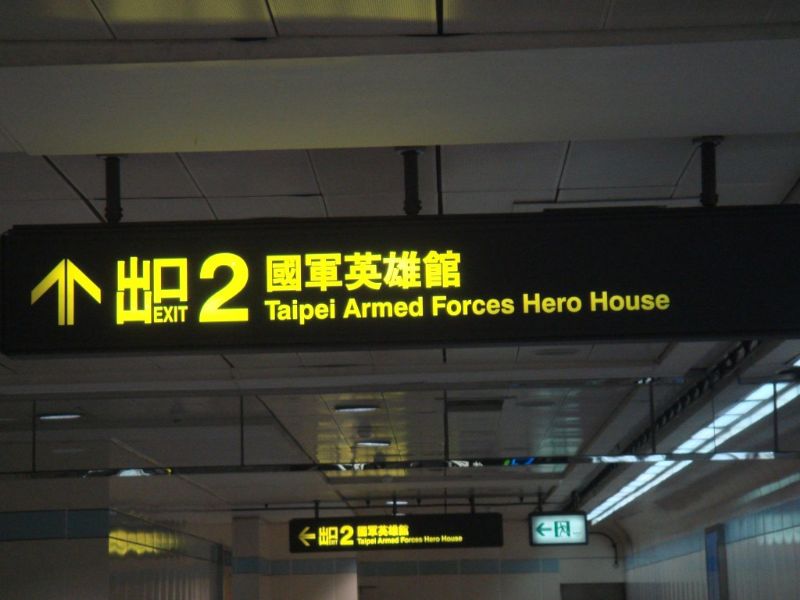 出口 EXIT 2 國軍英雄館
Taipei Armed Forces Hero House
出口 EXIT 2 國軍英雄館
Taipei Armed Forces Hero House